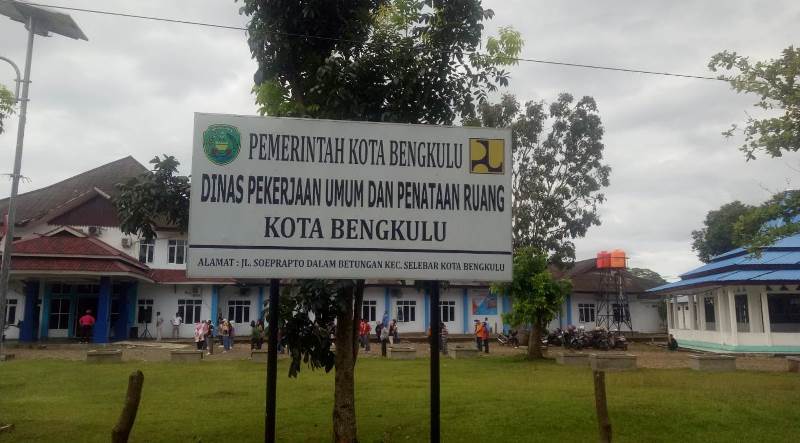 PEMERINTAH KOTA BENGKULU
DINAS PEKERJAAN UMUM DAN PENATAAN RUANG
KOTA BENGKULU
ALAMAT : JL. SOEPRAPTO DALAM BETUNGAN KEC. SELEBAR KOTA BENGKULU